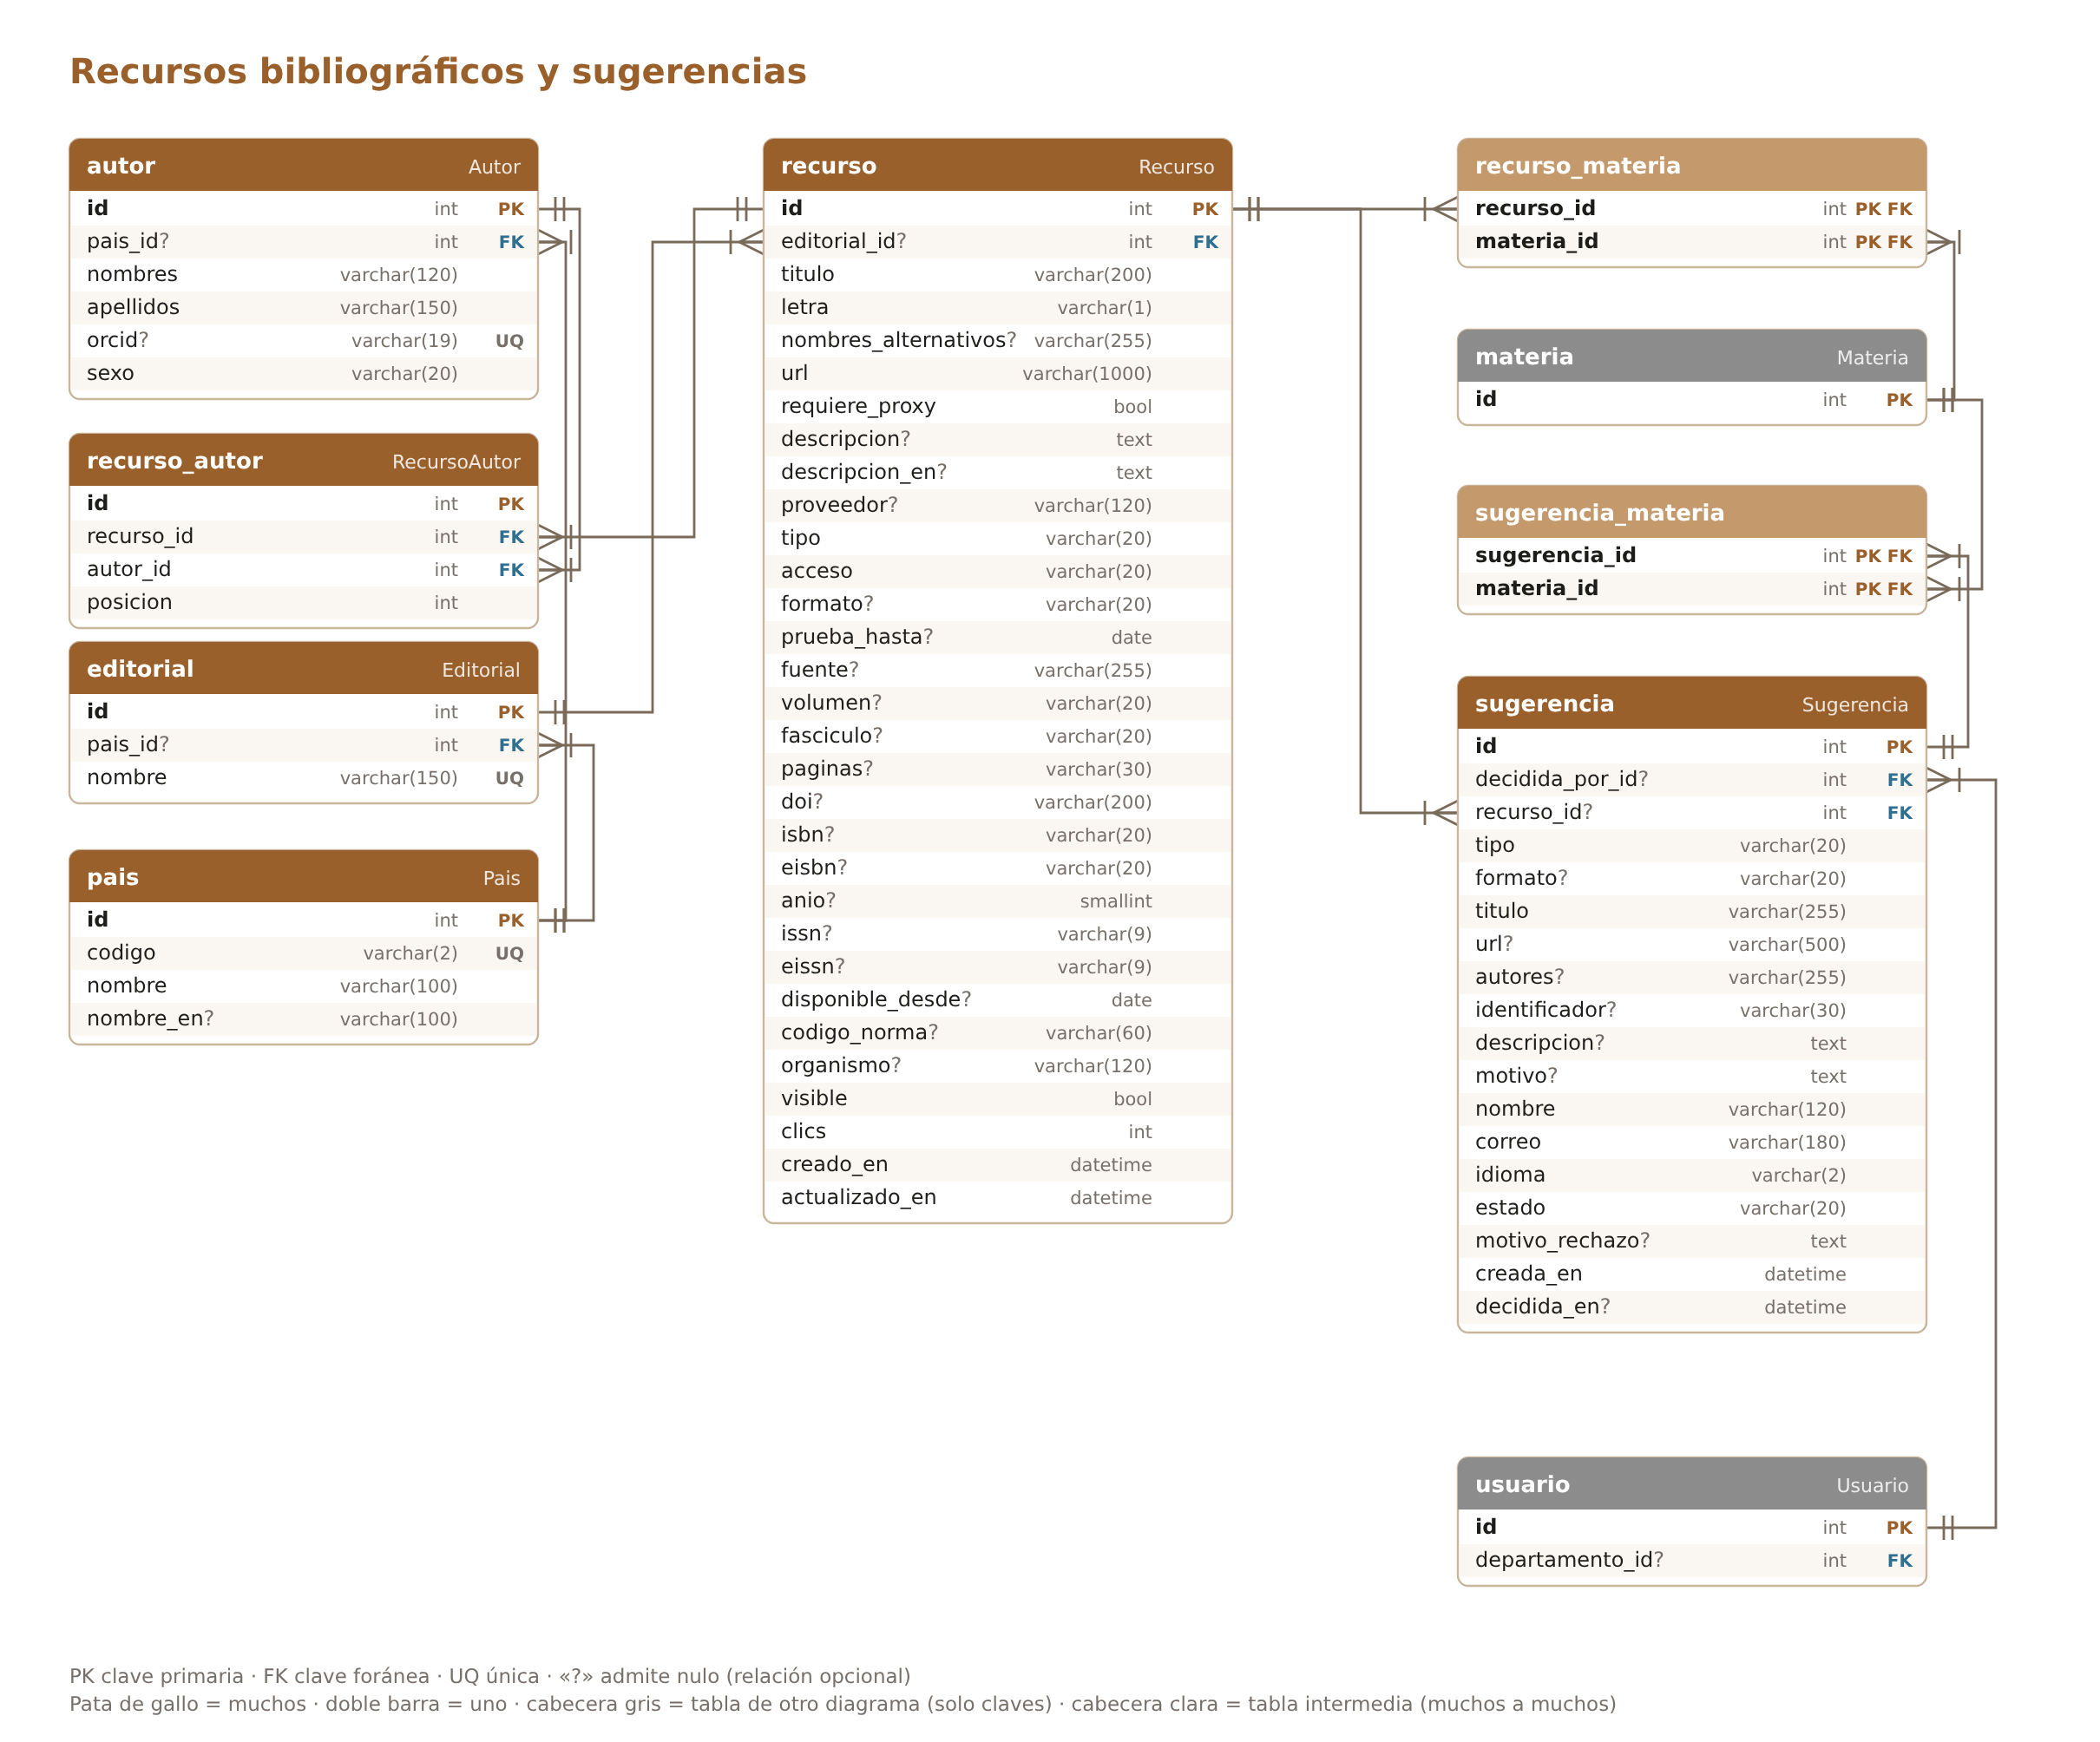 Recursos bibliográficos y sugerencias
autor Autor
id int PK
pais_id? int FK
nombres varchar(120)
apellidos varchar(150)
orcid? varchar(19) UQ
sexo varchar(20)
recurso_autor RecursoAutor
id int PK
recurso_id int FK
autor_id int FK
posicion int
editorial Editorial
id int PK
pais_id? int FK
nombre varchar(150) UQ
pais Pais
id int PK
codigo varchar(2) UQ
nombre varchar(100)
nombre_en? varchar(100)
recurso Recurso
id int PK
editorial_id? int FK
titulo varchar(200)
letra varchar(1)
nombres_alternativos? varchar(255)
url varchar(1000)
requiere_proxy bool
descripcion? text
descripcion_en? text
proveedor? varchar(120)
tipo varchar(20)
acceso varchar(20)
formato? varchar(20)
prueba_hasta? date
fuente? varchar(255)
volumen? varchar(20)
fasciculo? varchar(20)
paginas? varchar(30)
doi? varchar(200)
isbn? varchar(20)
eisbn? varchar(20)
anio? smallint
issn? varchar(9)
eissn? varchar(9)
disponible_desde? date
codigo_norma? varchar(60)
organismo? varchar(120)
visible bool
clics int
creado_en datetime
actualizado_en datetime
recurso_materia
recurso_id int PK FK
materia_id int PK FK
materia Materia
id int PK
sugerencia_materia
sugerencia_id int PK FK
materia_id int PK FK
sugerencia Sugerencia
id int PK
decidida_por_id? int FK
recurso_id? int FK
tipo varchar(20)
formato? varchar(20)
titulo varchar(255)
url? varchar(500)
autores? varchar(255)
identificador? varchar(30)
descripcion? text
motivo? text
nombre varchar(120)
correo varchar(180)
idioma varchar(2)
estado varchar(20)
motivo_rechazo? text
creada_en datetime
decidida_en? datetime
usuario Usuario
id int PK
departamento_id? int FK
PK clave primaria · FK clave foránea · UQ única · «?» admite nulo (relación opcional)
Pata de gallo = muchos · doble barra = uno · cabecera gris = tabla de otro diagrama (solo claves) · cabecera clara = tabla intermedia (muchos a muchos)